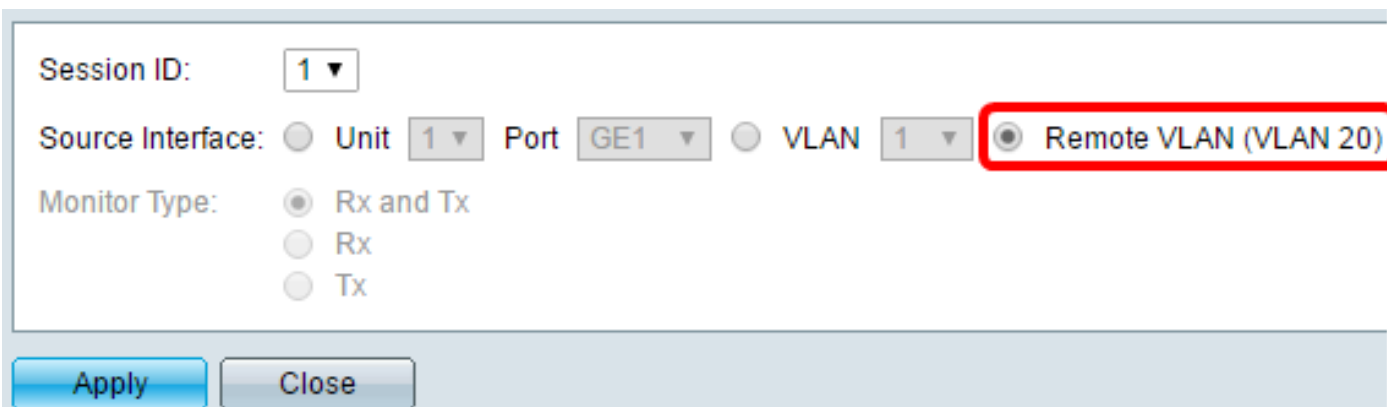 Session ID: 1
Source Interface: Unit 1 Port GE1 VLAN 1 Remote VLAN (VLAN 20)
Monitor Type: Rx and Tx
Rx
Tx
Apply Close